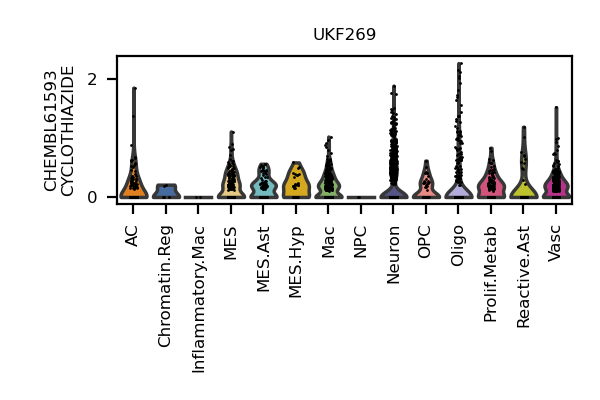 UKF269
CHEMBL61593
CYCLOTHIAZIDE
2
0
AC
Chromatin.Reg
Inflammatory.Mac
MES
MES.Ast
MES.Hyp
Mac
NPC
Neuron
OPC
Oligo
Prolif.Metab
Reactive.Ast
Vasc